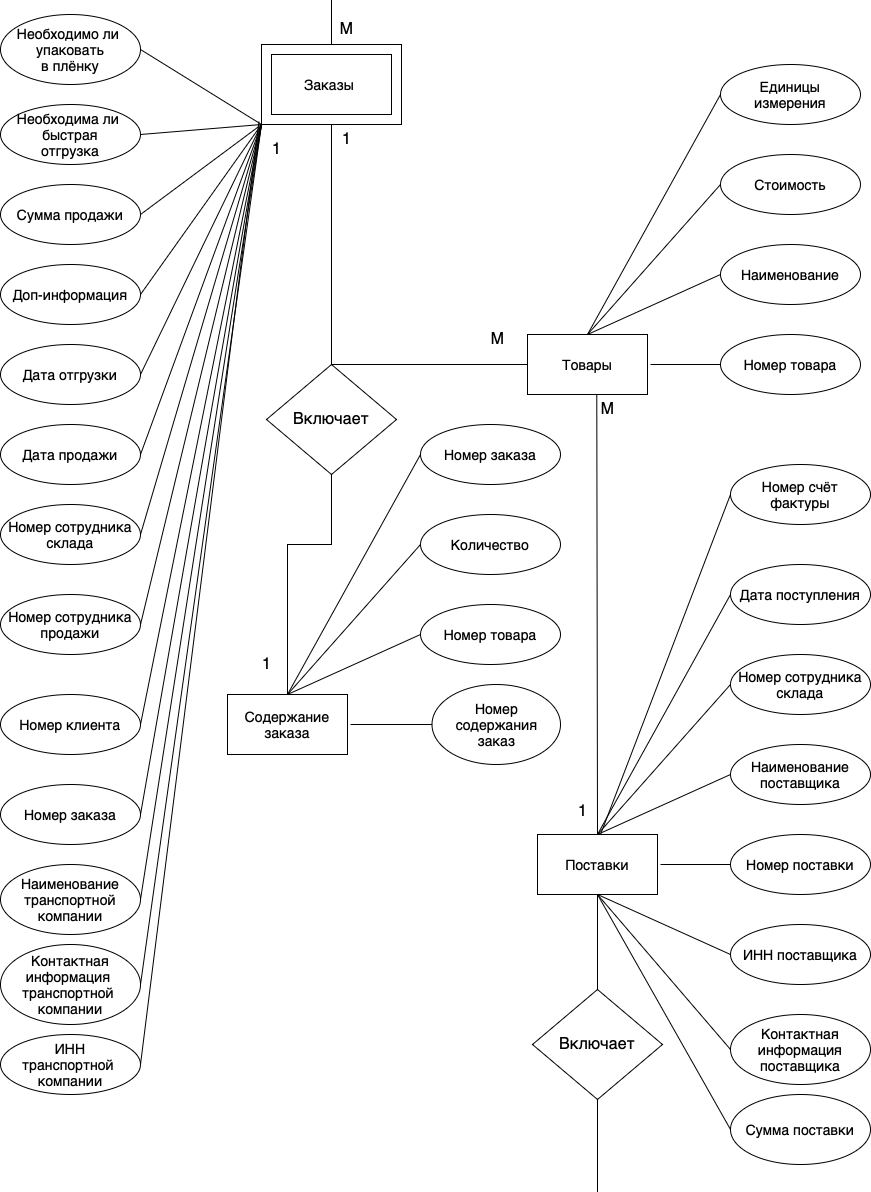 Необходимо ли
упаковать
в плёнку
М
Заказы
Единицы
измерения
Необходима ли
быстрая
отгрузка
1
1
Стоимость
Сумма продажи
Наименование
Доп-информация
М
Товары
Номер товара
Дата отгрузки
М
Включает
Номер заказа
Дата продажи
Номер счёт
фактуры
Номер сотрудника
склада
Количество
Дата поступления
Номер сотрудника
продажи
Номер товара
1
Номер сотрудника
склада
Содержание
заказа
Номер
содержания
заказ
Номер клиента
Наименование
поставщика
Номер заказа
1
Поставки
Номер поставки
Наименование
транспортной
компании
ИНН поставщика
Контактная
информация
транспортной
компании
Включает
Контактная
информация
поставщика
ИНН
транспортной
компании
Сумма поставки